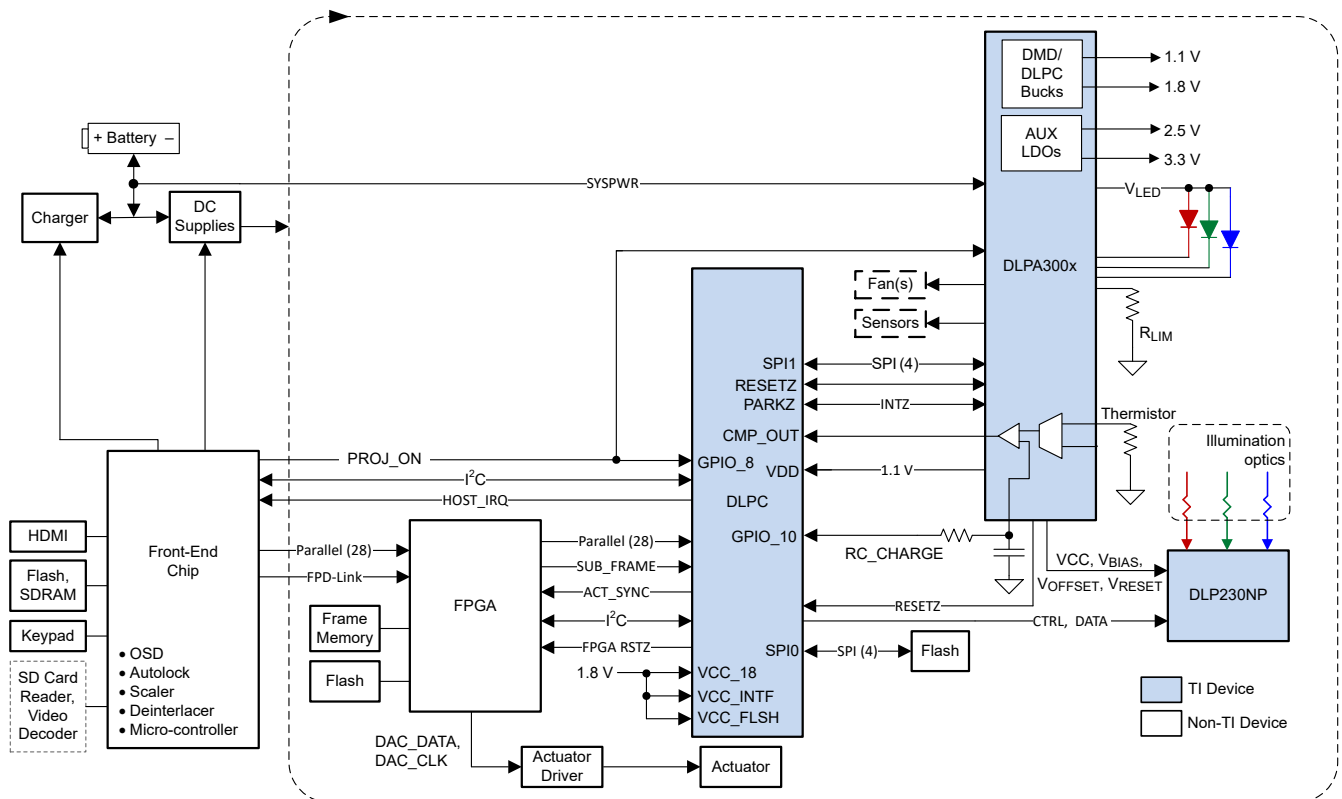 DMD/
DLPC
Bucks
1.1 V
1.8 V
AUX
LDOs
2.5 V
3.3 V
+ Battery –
SYSPWR
VLED
Charger
DC
Supplies
DLPA300x
Fan(s)
Sensors
RLIM
SPI1
SPI (4)
RESETZ
PARKZ
INTZ
CMP_OUT
Thermistor
Illumination
optics
PROJ_ON
GPIO_8
VDD
1.1 V
I2C
HOST_IRQ
DLPC
HDMI
Flash,
SDRAM
Keypad
SD Card
Reader,
Video
Decoder
Front-End
Chip
• OSD
• Autolock
• Scaler
• Deinterlacer
• Micro-controller
Parallel (28)
FPD-Link
Frame
Memory
Flash
FPGA
Parallel (28)
SUB_FRAME
ACT_SYNC
I2C
FPGA RSTZ
GPIO_10
RC_CHARGE
VCC, VBIAS,
VOFFSET, VRESET
DLP230NP
RESETZ
CTRL, DATA
SPI0
SPI (4)
Flash
1.8 V
VCC_18
VCC_INTF
VCC_FLSH
TI Device
Non-TI Device
DAC_DATA,
DAC_CLK
Actuator
Driver
Actuator